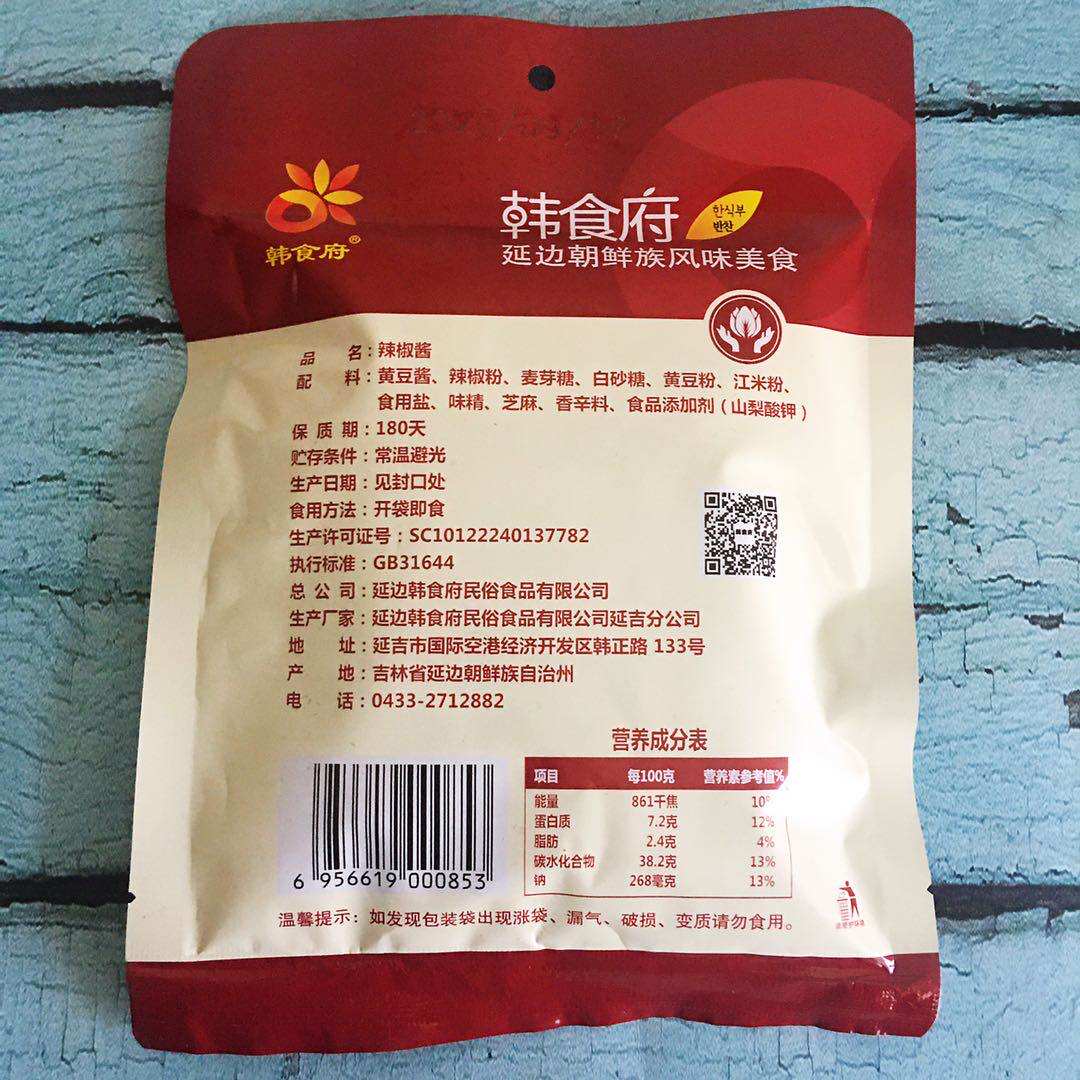 韩食府®
韩食府
한식부
반찬
延边朝鲜族风味美食
品 名：辣椒酱
配 料：黄豆酱、辣椒粉、麦芽糖、白砂糖、黄豆粉、江米粉、
食用盐、味精、芝麻、香辛料、食品添加剂（山梨酸钾）
保 质 期：180天
贮存条件：常温避光
生产日期：见封口处
食用方法：开袋即食
生产许可证号：SC10122240137782
执行标准：GB31644
总 公 司：延边韩食府民俗食品有限公司
生产厂家：延边韩食府民俗食品有限公司延吉分公司
地 址：延吉市国际空港经济开发区韩正路 133号
产 地：吉林省延边朝鲜族自治州
电 话：0433-2712882
营养成分表
项目 每100克 营养素参考值%
能量 861千焦 10%
蛋白质 7.2克 12%
脂肪 2.4克 4%
碳水化合物 38.2克 13%
钠 268毫克 13%
6 956619 000853
温馨提示：如发现包装袋出现涨袋、漏气、破损、变质请勿食用。